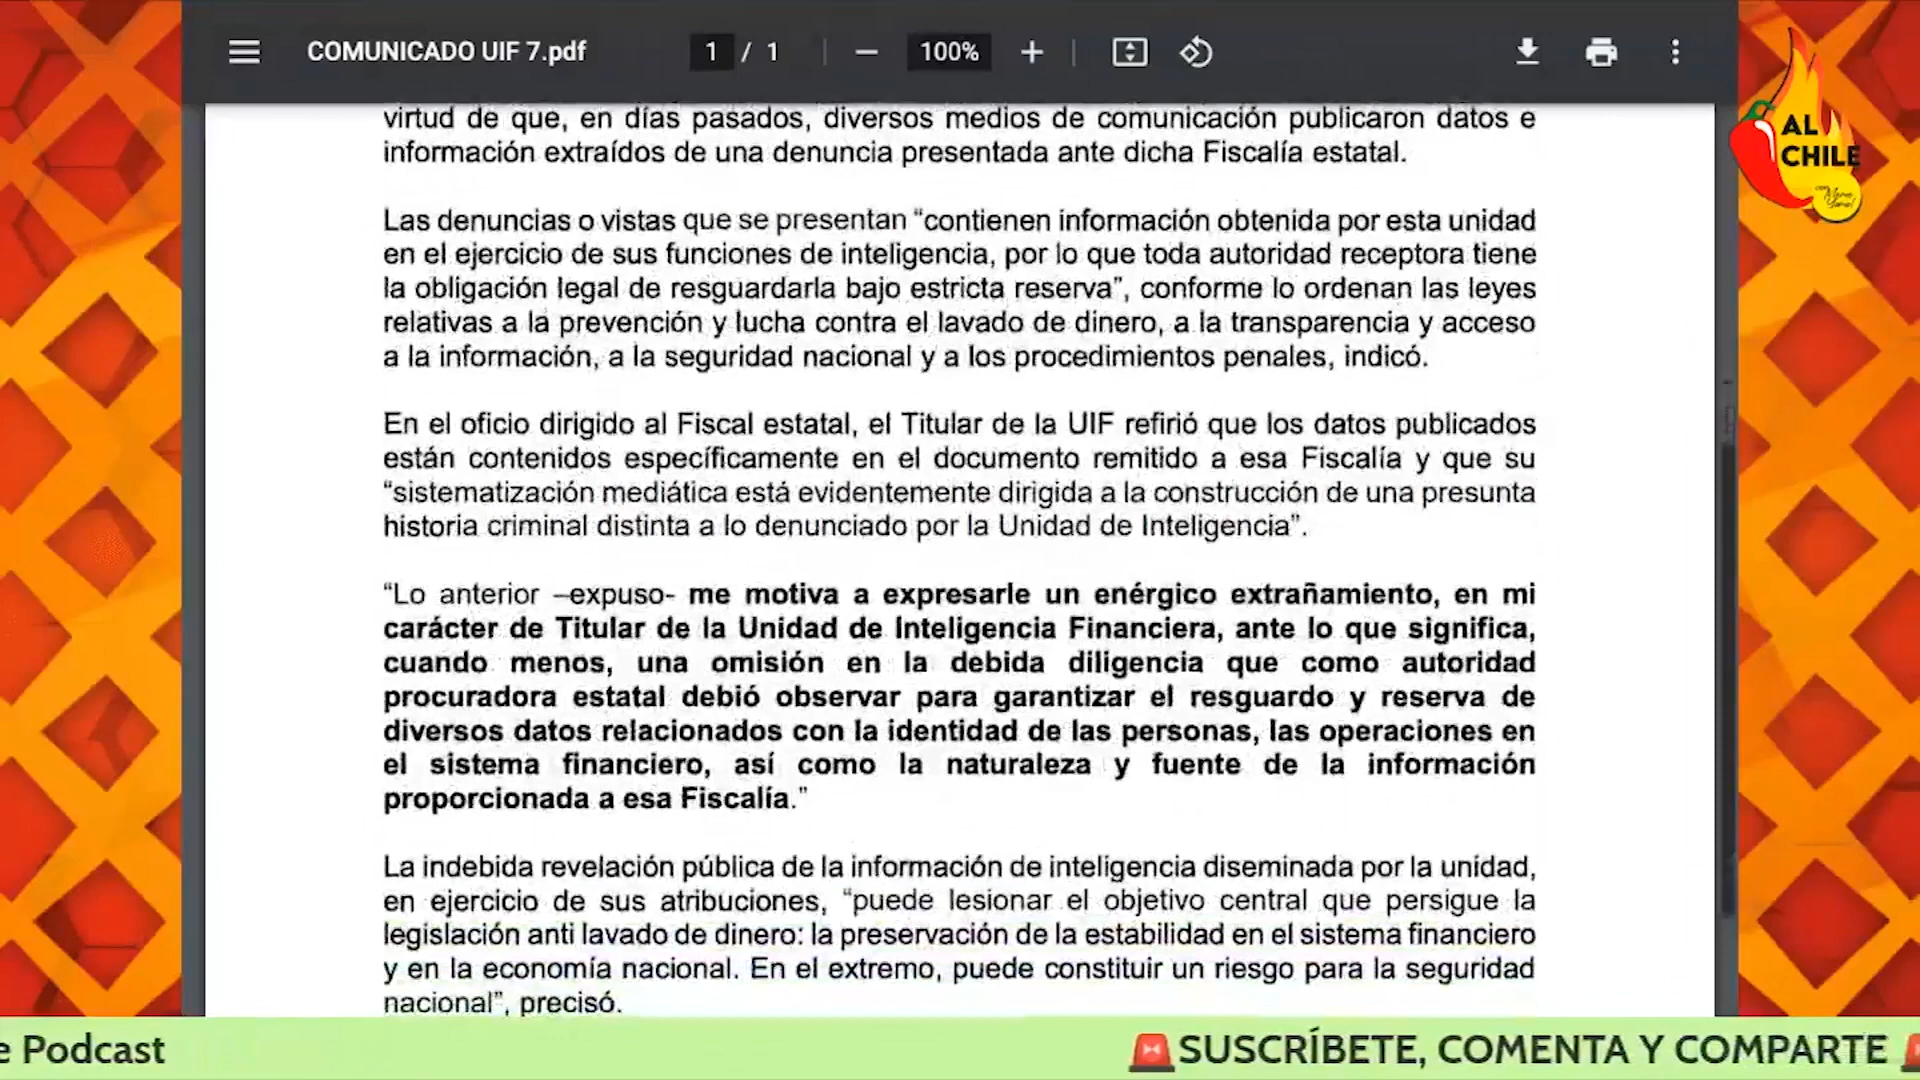 COMUNICADO UIF 7.pdf
1 / 1
100%
virtud de que, en días pasados, diversos medios de comunicación publicaron datos e
información extraídos de una denuncia presentada ante dicha Fiscalía estatal.
Las denuncias o vistas que se presentan “contienen información obtenida por esta unidad
en el ejercicio de sus funciones de inteligencia, por lo que toda autoridad receptora tiene
la obligación legal de resguardarla bajo estricta reserva”, conforme lo ordenan las leyes
relativas a la prevención y lucha contra el lavado de dinero, a la transparencia y acceso
a la información, a la seguridad nacional y a los procedimientos penales, indicó.
En el oficio dirigido al Fiscal estatal, el Titular de la UIF refirió que los datos publicados
están contenidos específicamente en el documento remitido a esa Fiscalía y que su
“sistematización mediática está evidentemente dirigida a la construcción de una presunta
historia criminal distinta a lo denunciado por la Unidad de Inteligencia”.
“Lo anterior –expuso- me motiva a expresarle un enérgico extrañamiento, en mi
carácter de Titular de la Unidad de Inteligencia Financiera, ante lo que significa,
cuando menos, una omisión en la debida diligencia que como autoridad
procuradora estatal debió observar para garantizar el resguardo y reserva de
diversos datos relacionados con la identidad de las personas, las operaciones en
el sistema financiero, así como la naturaleza y fuente de la información
proporcionada a esa Fiscalía.”
La indebida revelación pública de la información de inteligencia diseminada por la unidad,
en ejercicio de sus atribuciones, “puede lesionar el objetivo central que persigue la
legislación anti lavado de dinero: la preservación de la estabilidad en el sistema financiero
y en la economía nacional. En el extremo, puede constituir un riesgo para la seguridad
nacional”, precisó.
AL
CHILE
e Podcast
SUSCRÍBETE, COMENTA Y COMPARTE